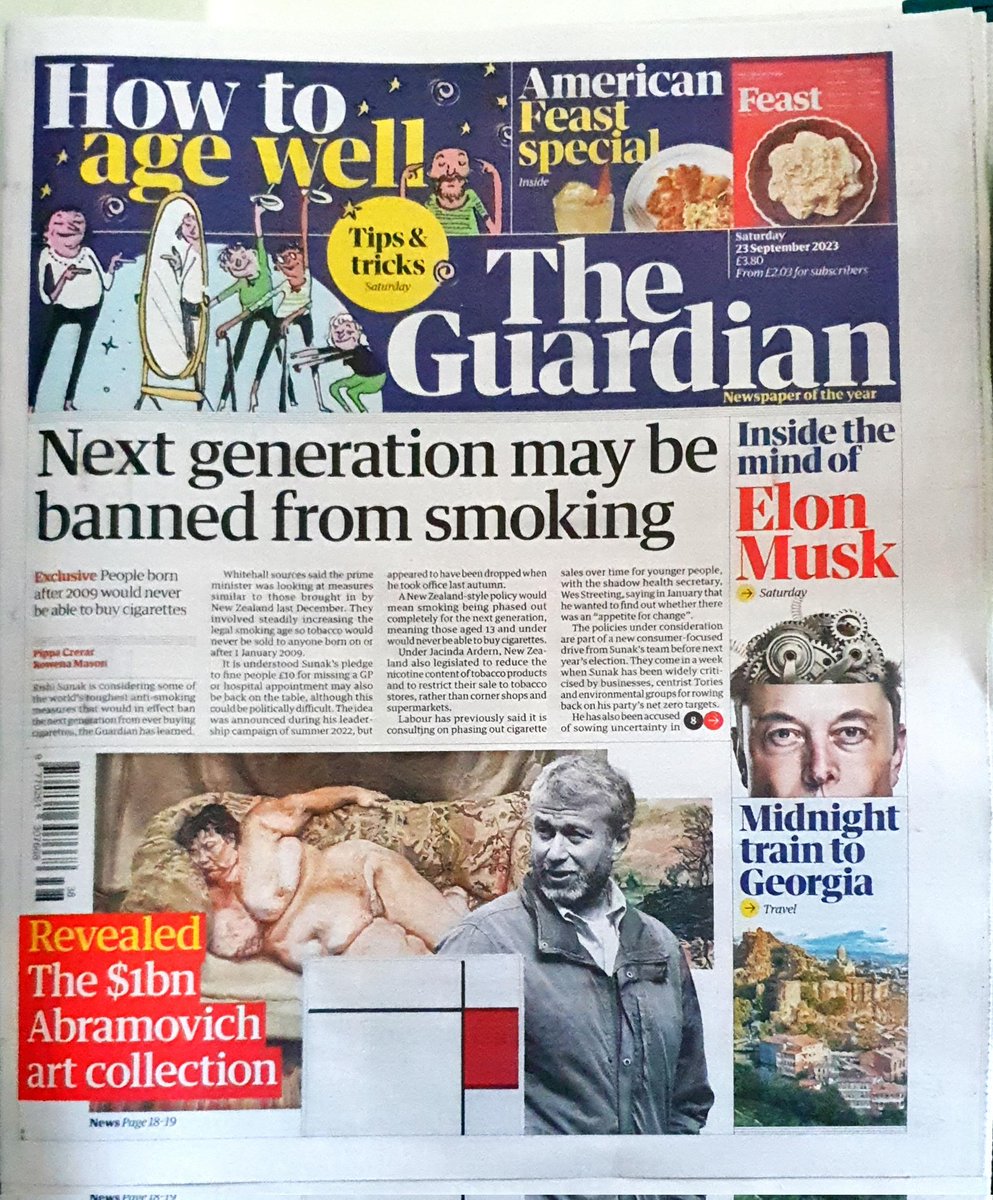 How to
age well
Tips &
tricks
Saturday
American
Feast
special
Inside
Feast
Saturday
23 September 2023
£3.80
From £2.03 for subscribers
The
Guardian
Newspaper of the year
Next generation may be
banned from smoking
Exclusive People born
after 2009 would never
be able to buy cigarettes
Pippa Crerar
Rowena Mason
Rishi Sunak is considering some of
the world's toughest anti-smoking
measures that would in effect ban
the next generation from ever buying
cigarettes, the Guardian has learned.
Whitehall sources said the prime
minister was looking at measures
similar to those brought in by
New Zealand last December. They
involved steadily increasing the
legal smoking age so tobacco would
never be sold to anyone born on or
after 1 January 2009.
It is understood Sunak's pledge
to fine people £10 for missing a GP
or hospital appointment may also
be back on the table, although this
could be politically difficult. The idea
was announced during his leader-
ship campaign of summer 2022, but
appeared to have been dropped when
he took office last autumn.
A New Zealand-style policy would
mean smoking being phased out
completely for the next generation,
meaning those aged 13 and under
would never be able to buy cigarettes.
Under Jacinda Ardern, New Zea-
land also legislated to reduce the
nicotine content of tobacco products
and to restrict their sale to tobacco
stores, rather than corner shops and
supermarkets.
Labour has previously said it is
consulting on phasing out cigarette
sales over time for younger people,
with the shadow health secretary,
Wes Streeting, saying in January that
he wanted to find out whether there
was an "appetite for change".
The policies under consideration
are part of a new consumer-focused
drive from Sunak's team before next
year's election. They come in a week
when Sunak has been widely criti-
cised by businesses, centrist Tories
and environmental groups for rowing
back on his party's net zero targets.
He has also been accused
of sowing uncertainty in 8
Inside the
mind of
Elon
Musk
Saturday
Midnight
train to
Georgia
Travel
38
Revealed
The $1bn
Abramovich
art collection
News Page 18-19
News Page 18-19